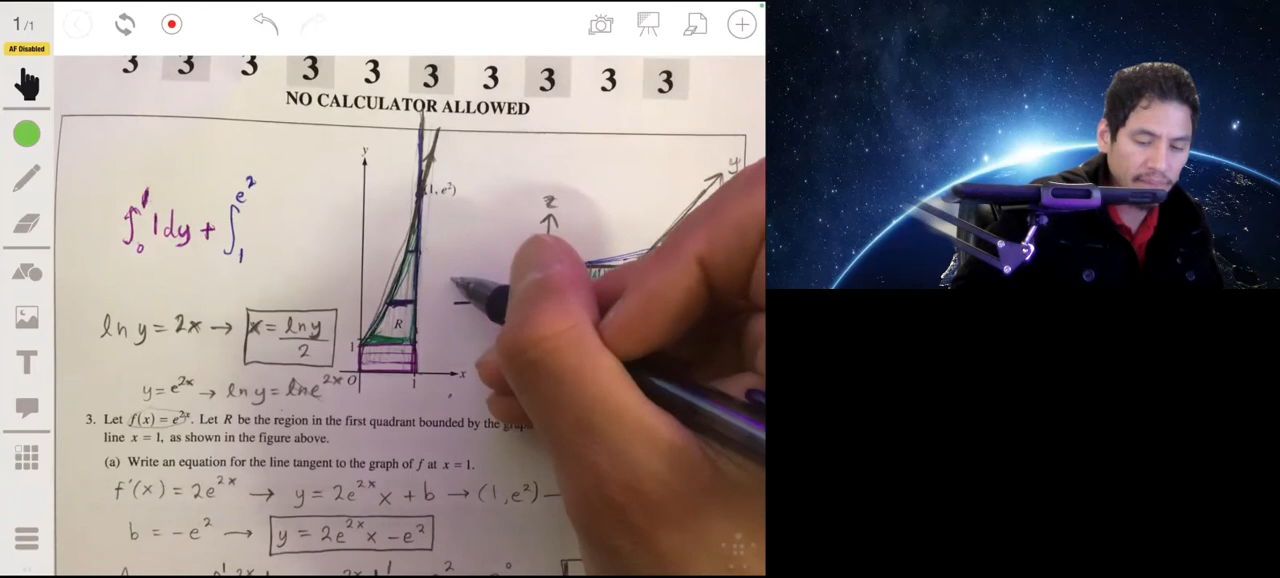 1/1
AF Disabled
3 3 3 3 3 3 3 3 3 3
NO CALCULATOR ALLOWED
y
(1, e²)
∫₀¹ 1 dy + ∫₁^{e²}
z
y
ln y = 2x → x = ln y / 2
R
1
O
1
x
y = e^{2x} → ln y = ln e^{2x}
3. Let f(x) = e^{2x}. Let R be the region in the first quadrant bounded by the
line x = 1, as shown in the figure above.
(a) Write an equation for the line tangent to the graph of f at x = 1.
f'(x) = 2e^{2x} → y = 2e^{2x} x + b → (1, e²) –
b = -e² → y = 2e^{2x} x - e²
T